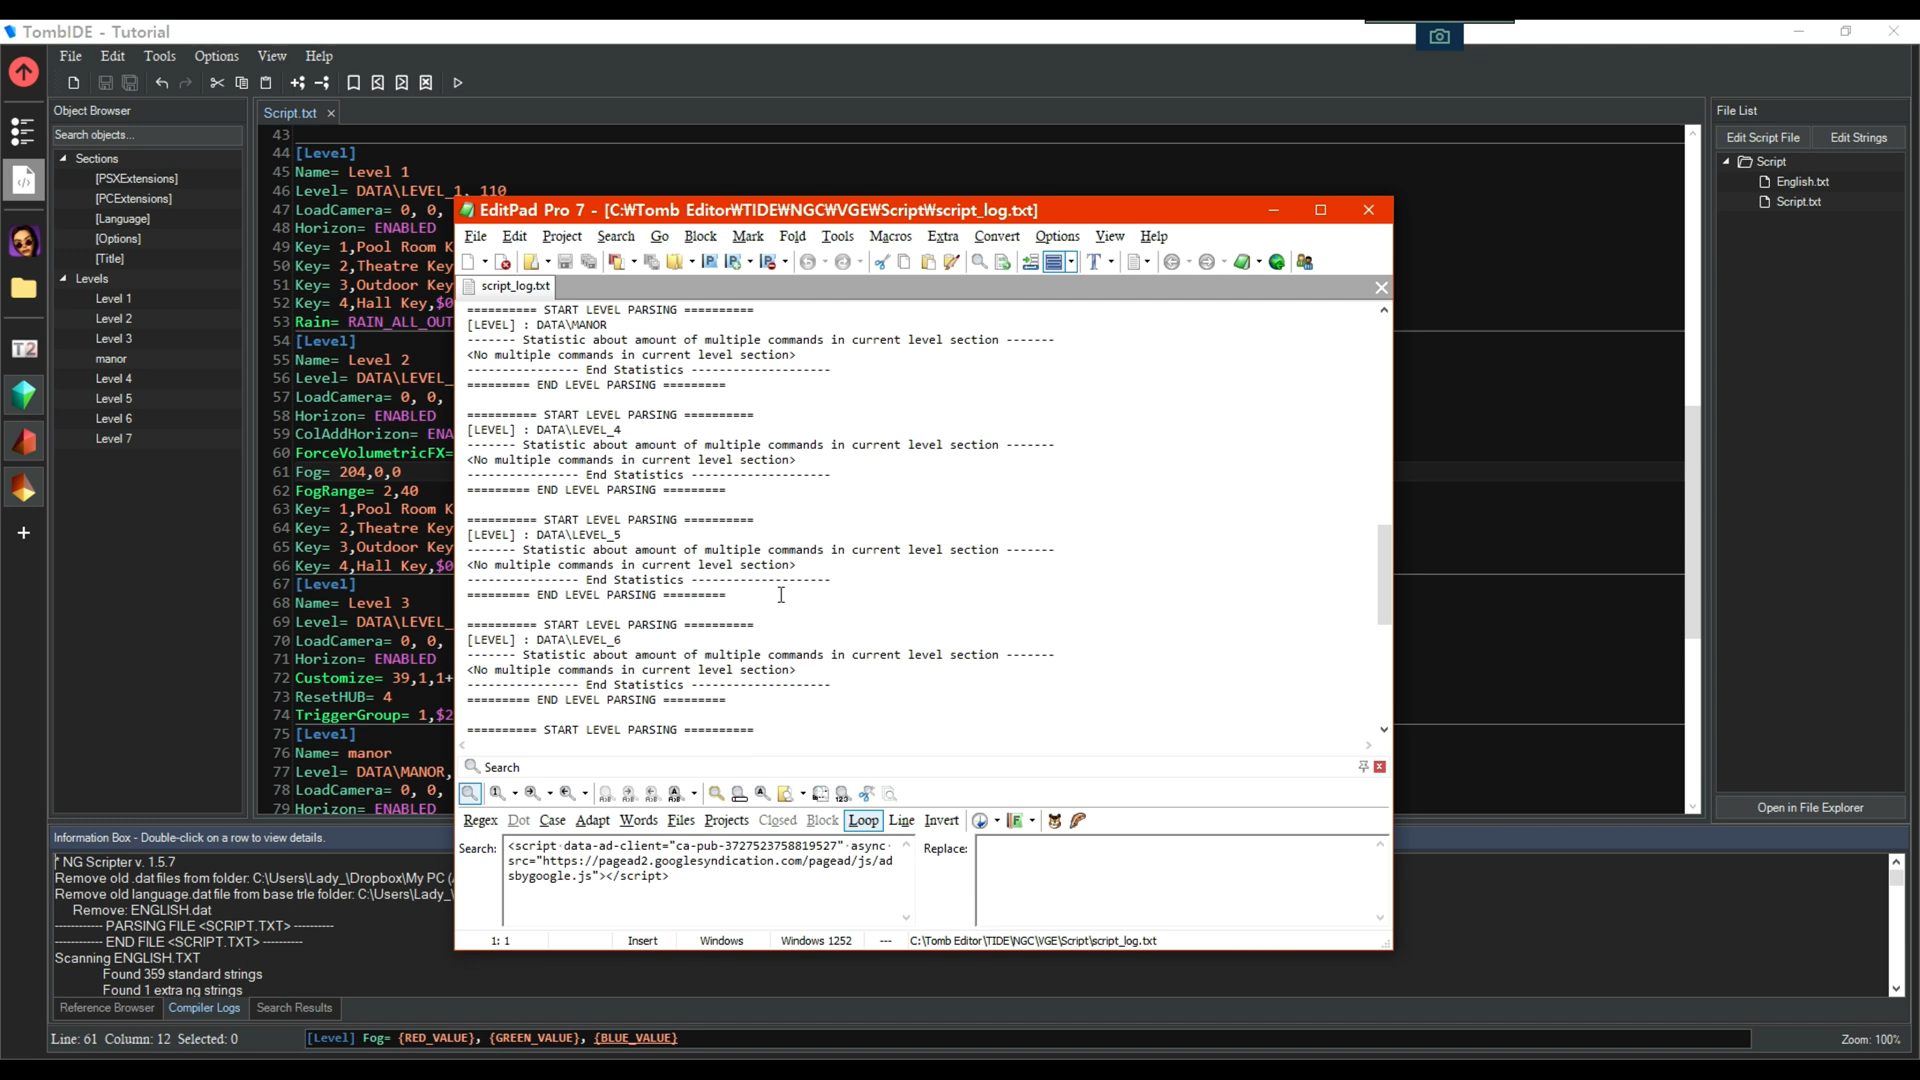 TombIDE - Tutorial
File Edit Tools Options View Help
Object Browser
Search objects...
Sections
[PSXExtensions]
[PCExtensions]
[Language]
[Options]
[Title]
Levels
Level 1
Level 2
Level 3
manor
Level 4
Level 5
Level 6
Level 7
T2
Script.txt
43
44 [Level]
45 Name= Level 1
46 Level= DATA\LEVEL_1, 110
47 LoadCamera= 0, 0,
48 Horizon= ENABLED
49 Key= 1,Pool Room K
50 Key= 2,Theatre Key
51 Key= 3,Outdoor Key
52 Key= 4,Hall Key,$0
53 Rain= RAIN_ALL_OUT
54 [Level]
55 Name= Level 2
56 Level= DATA\LEVEL_
57 LoadCamera= 0, 0,
58 Horizon= ENABLED
59 ColAddHorizon= ENA
60 ForceVolumetricFX=
61 Fog= 204,0,0
62 FogRange= 2,40
63 Key= 1,Pool Room K
64 Key= 2,Theatre Key
65 Key= 3,Outdoor Key
66 Key= 4,Hall Key,$0
67 [Level]
68 Name= Level 3
69 Level= DATA\LEVEL_
70 LoadCamera= 0, 0,
71 Horizon= ENABLED
72 Customize= 39,1,1+
73 ResetHUB= 4
74 TriggerGroup= 1,$2
75 [Level]
76 Name= manor
77 Level= DATA\MANOR,
78 LoadCamera= 0, 0,
79 Horizon= ENABLED
EditPad Pro 7 - [C:₩Tomb Editor₩TIDE₩NGC₩VGE₩Script₩script_log.txt]
File Edit Project Search Go Block Mark Fold Tools Macros Extra Convert Options View Help
script_log.txt
========== START LEVEL PARSING ==========
[LEVEL] : DATA\MANOR
------- Statistic about amount of multiple commands in current level section -------
<No multiple commands in current level section>
---------------- End Statistics --------------------
========= END LEVEL PARSING =========
========== START LEVEL PARSING ==========
[LEVEL] : DATA\LEVEL_4
------- Statistic about amount of multiple commands in current level section -------
<No multiple commands in current level section>
---------------- End Statistics --------------------
========= END LEVEL PARSING =========
========== START LEVEL PARSING ==========
[LEVEL] : DATA\LEVEL_5
------- Statistic about amount of multiple commands in current level section -------
<No multiple commands in current level section>
---------------- End Statistics --------------------
========= END LEVEL PARSING =========
========== START LEVEL PARSING ==========
[LEVEL] : DATA\LEVEL_6
------- Statistic about amount of multiple commands in current level section -------
<No multiple commands in current level section>
---------------- End Statistics --------------------
========= END LEVEL PARSING =========
========== START LEVEL PARSING ==========
Search
Regex Dot Case Adapt Words Files Projects Closed Block Loop Line Invert
Search:
<script·data-ad-client="ca-pub-3727523758819527"·async·
src="https://pagead2.googlesyndication.com/pagead/js/ad
sbygoogle.js"></script>
Replace:
1: 1 Insert Windows Windows 1252 --- C:\Tomb Editor\TIDE\NGC\VGE\Script\script_log.txt
File List
Edit Script File Edit Strings
Script
English.txt
Script.txt
Open in File Explorer
Information Box - Double-click on a row to view details.
* NG Scripter v. 1.5.7
Remove old .dat files from folder: C:\Users\Lady_\Dropbox\My PC (
Remove old language.dat file from base trle folder: C:\Users\Lady_
Remove: ENGLISH.dat
------------ PARSING FILE <SCRIPT.TXT> ----------
------------ END FILE <SCRIPT.TXT> ----------
Scanning ENGLISH.TXT
Found 359 standard strings
Found 1 extra ng strings
Reference Browser Compiler Logs Search Results
Line: 61 Column: 12 Selected: 0
[Level] Fog= {RED_VALUE}, {GREEN_VALUE}, {BLUE_VALUE}
Zoom: 100%